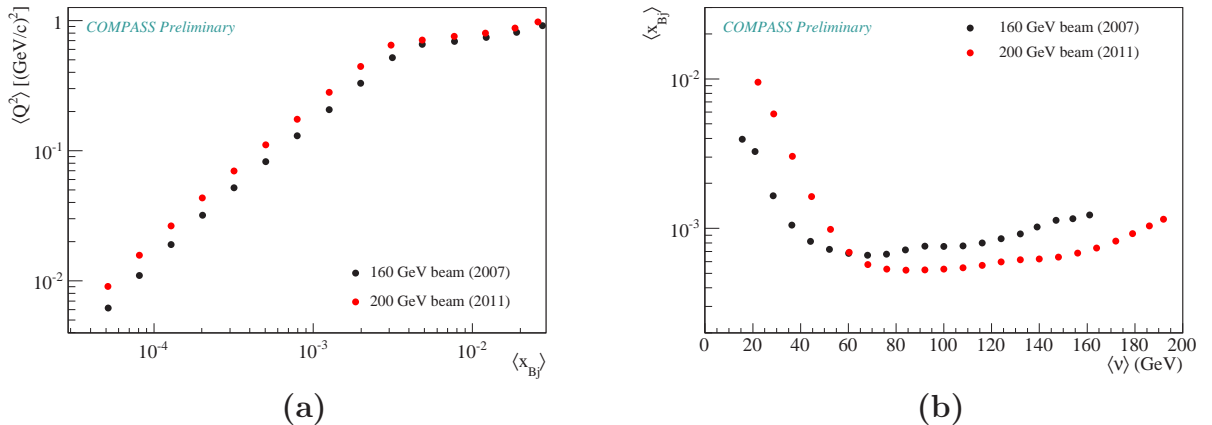 COMPASS Preliminary
⟨Q²⟩ [(GeV/c)²]
1
10⁻¹
10⁻²
160 GeV beam (2007)
200 GeV beam (2011)
10⁻⁴ 10⁻³ 10⁻²
⟨x_Bj⟩
(a)
COMPASS Preliminary
⟨x_Bj⟩
160 GeV beam (2007)
200 GeV beam (2011)
10⁻²
10⁻³
0 20 40 60 80 100 120 140 160 180 200
⟨ν⟩ (GeV)
(b)